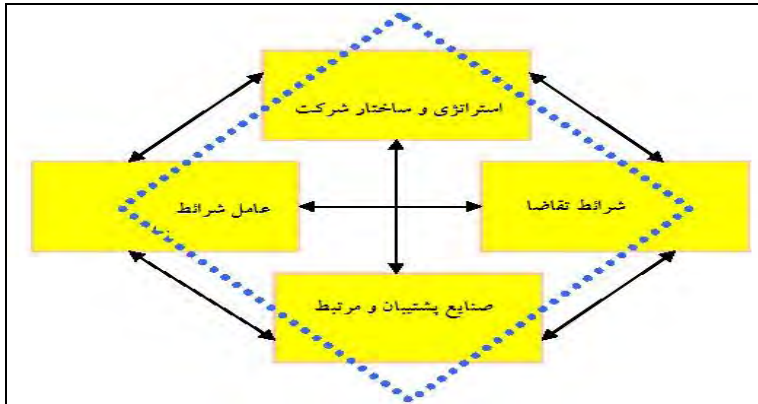 استراتژی و ساختار شرکت
عامل شرائط
شرائط تقاضا
صنایع پشتیبان و مرتبط